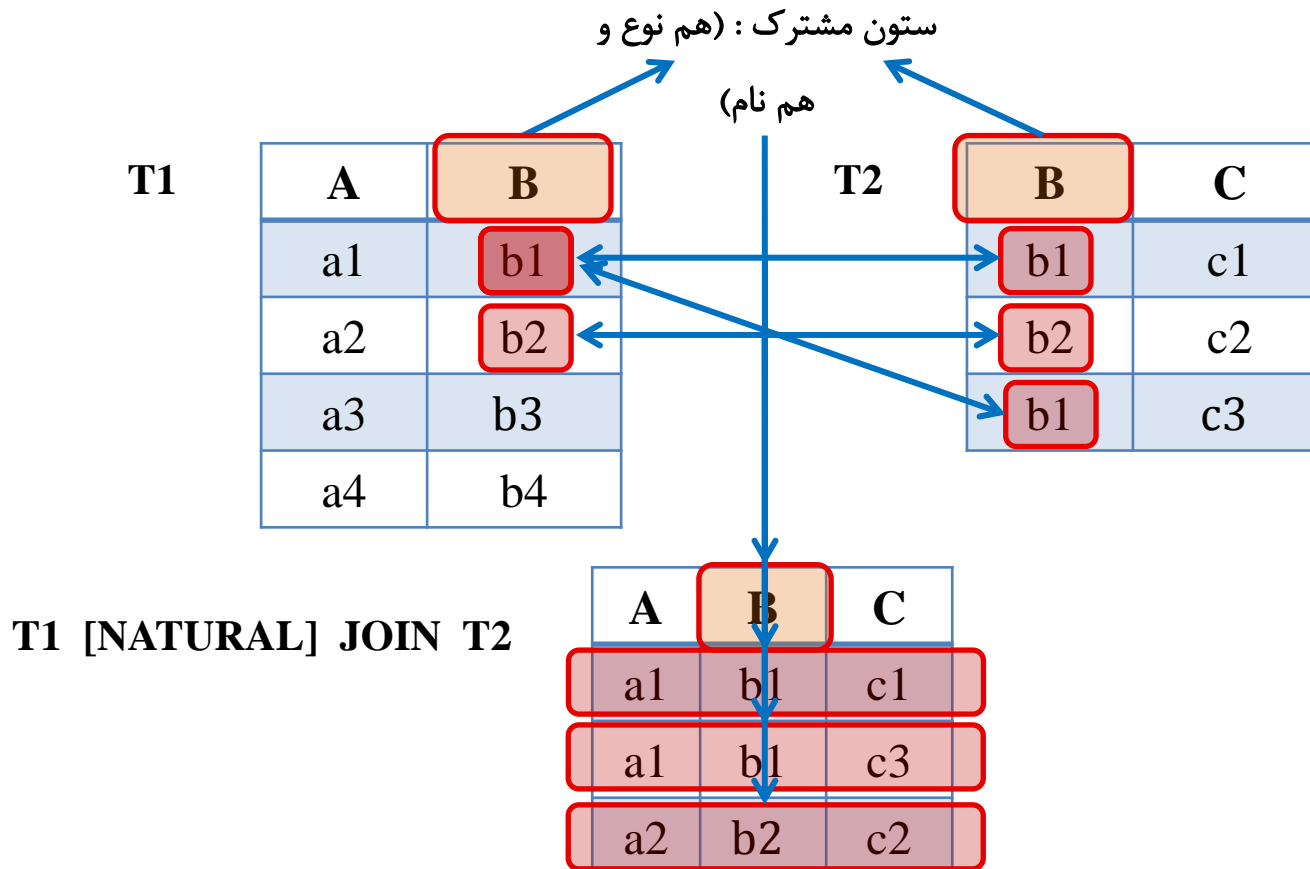 ستون مشترک : (هم نوع و
هم نام)
T1
A B
a1 b1
a2 b2
a3 b3
a4 b4
T2
B C
b1 c1
b2 c2
b1 c3
T1 [NATURAL] JOIN T2
A B C
a1 b1 c1
a1 b1 c3
a2 b2 c2